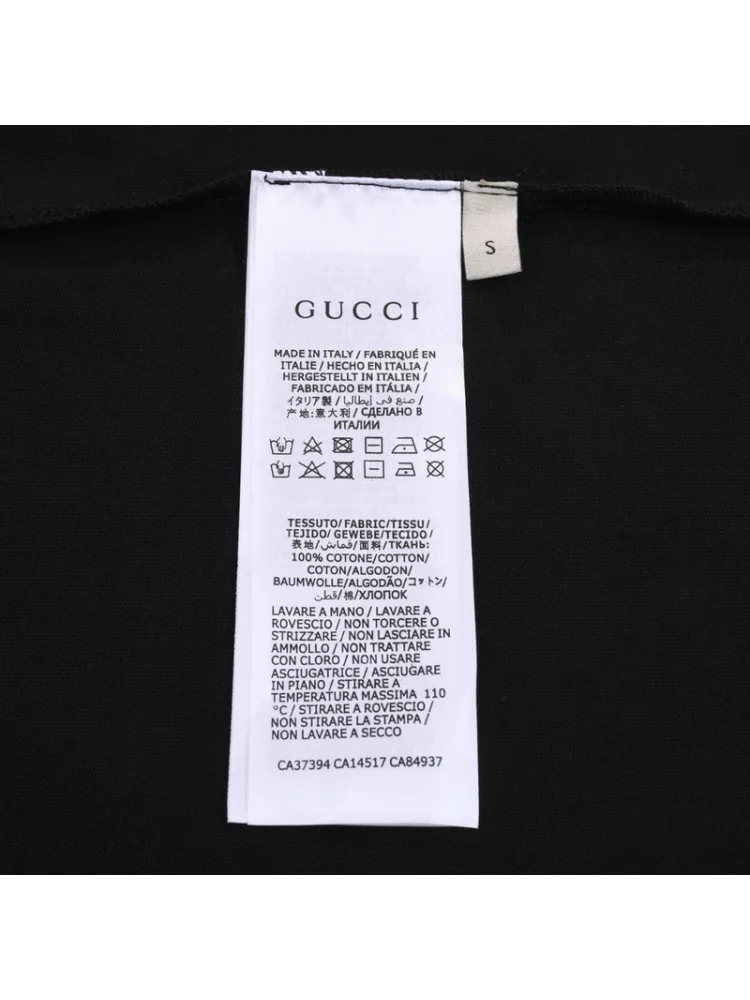 S
GUCCI
MADE IN ITALY / FABRIQUÉ EN
ITALIE / HECHO EN ITALIA /
HERGESTELLT IN ITALIEN /
FABRICADO EM ITÁLIA /
イタリア製 / صنع في إيطاليا /
产地:意大利 / СДЕЛАНО В
ИТАЛИИ
TESSUTO/FABRIC/TISSU/
TEJIDO/GEWEBE/TECIDO/
表地/قماش/面料/ТКАНЬ:
100% COTONE/COTTON/
COTON/ALGODON/
BAUMWOLLE/ALGODÃO/コットン/
قطن/棉/ХЛОПОК
LAVARE A MANO / LAVARE A
ROVESCIO / NON TORCERE O
STRIZZARE / NON LASCIARE IN
AMMOLLO / NON TRATTARE
CON CLORO / NON USARE
ASCIUGATRICE / ASCIUGARE
IN PIANO / STIRARE A
TEMPERATURA MASSIMA 110
°C / STIRARE A ROVESCIO /
NON STIRARE LA STAMPA /
NON LAVARE A SECCO
CA37394 CA14517 CA84937